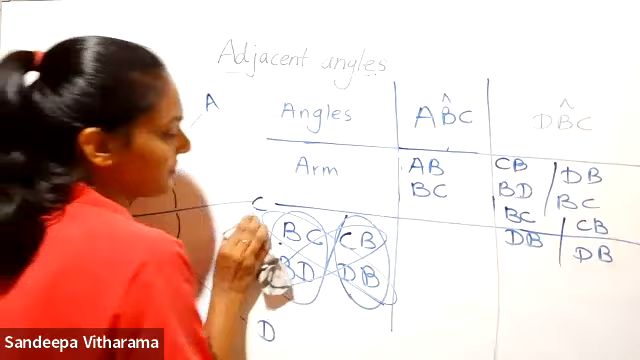 Adjacent angles
A
Angles AB̂C DB̂C
Arm AB CB DB
BC BD BC
C BC CB
DB DB
BC CB
BD DB
D
Sandeepa Vitharama